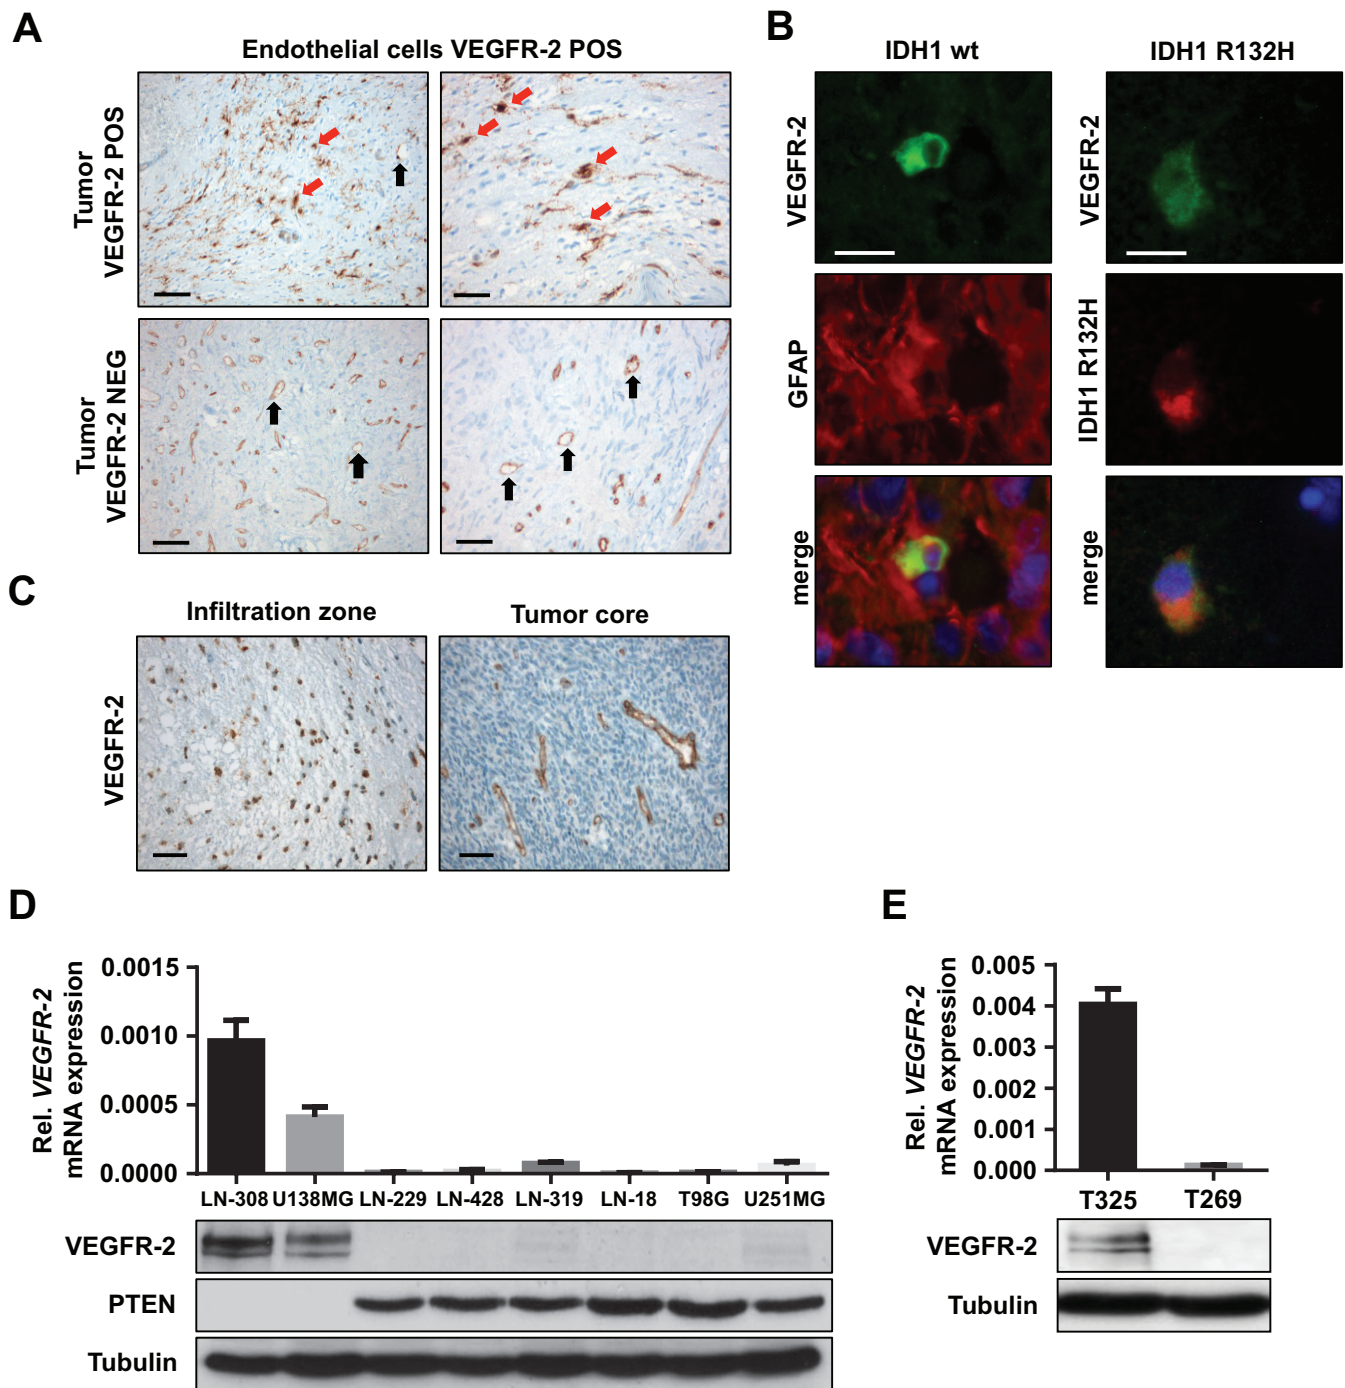 A
Endothelial cells VEGFR-2 POS
Tumor
VEGFR-2 POS
Tumor
VEGFR-2 NEG
B
IDH1 wt
IDH1 R132H
VEGFR-2
VEGFR-2
GFAP
IDH1 R132H
merge
merge
C
Infiltration zone
Tumor core
VEGFR-2
D
Rel. VEGFR-2
mRNA expression
0.0015
0.0010
0.0005
0.0000
LN-308 U138MG LN-229 LN-428 LN-319 LN-18 T98G U251MG
VEGFR-2
PTEN
Tubulin
E
Rel. VEGFR-2
mRNA expression
0.005
0.004
0.003
0.002
0.001
0.000
T325 T269
VEGFR-2
Tubulin